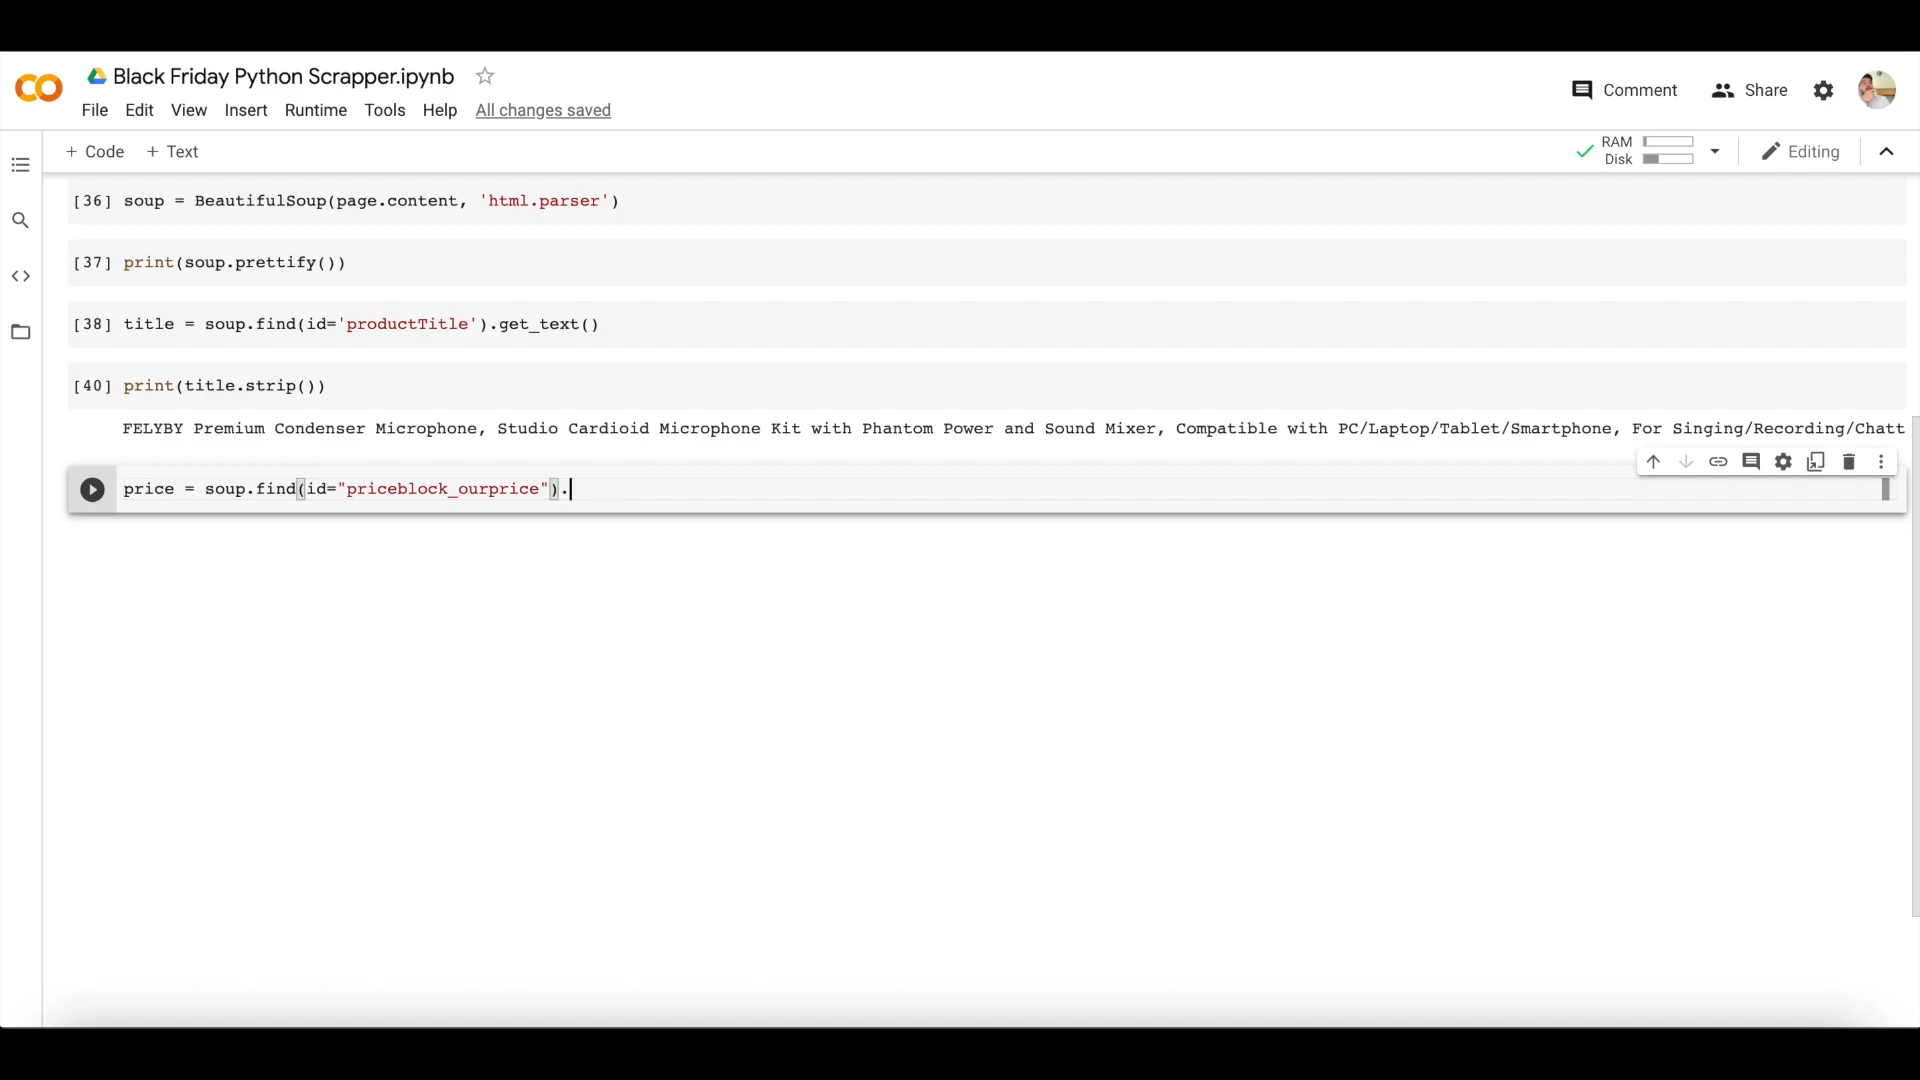 Black Friday Python Scrapper.ipynb
File Edit View Insert Runtime Tools Help All changes saved
Comment Share
+ Code + Text
RAM
Disk
Editing
[36] soup = BeautifulSoup(page.content, 'html.parser')
[37] print(soup.prettify())
[38] title = soup.find(id='productTitle').get_text()
[40] print(title.strip())
FELYBY Premium Condenser Microphone, Studio Cardioid Microphone Kit with Phantom Power and Sound Mixer, Compatible with PC/Laptop/Tablet/Smartphone, For Singing/Recording/Chatt
price = soup.find(id="priceblock_ourprice").